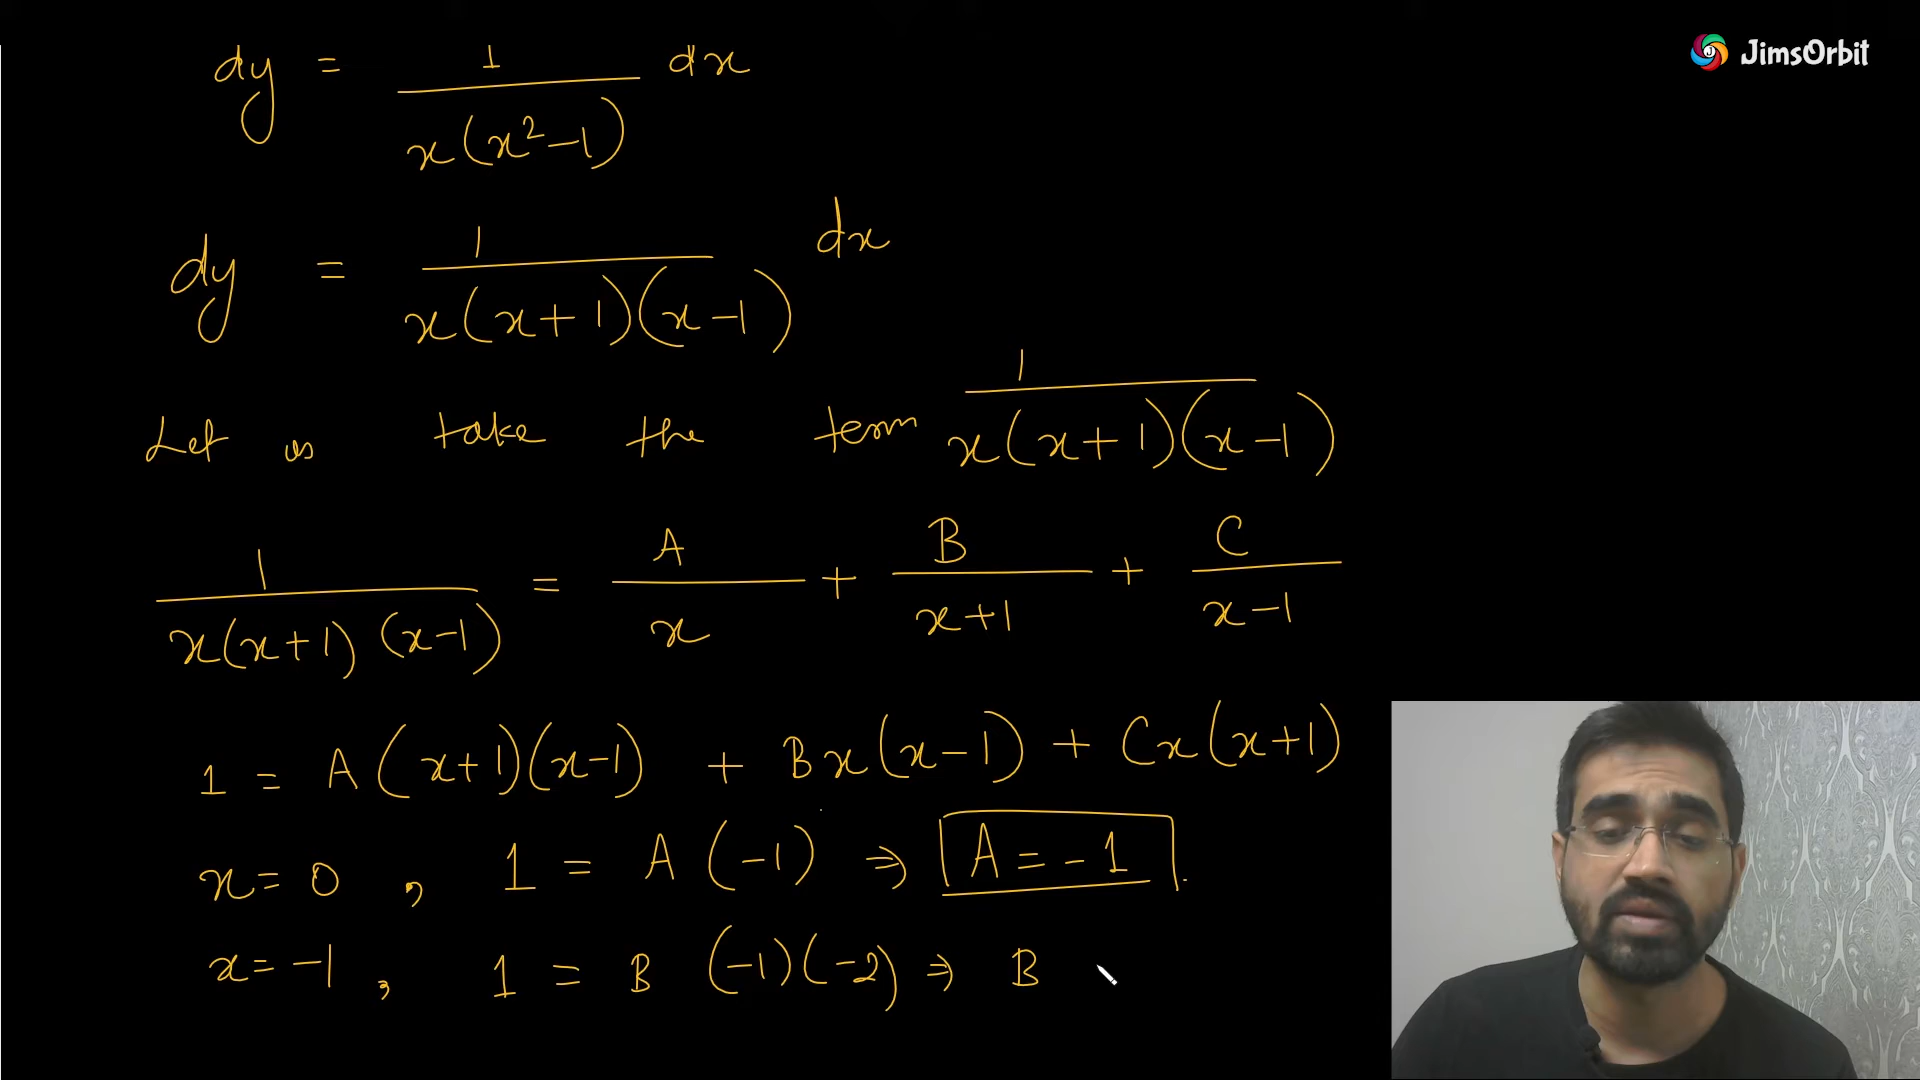 JimsOrbit
dy = 1 / x(x²-1) dx
dy = 1 / x(x+1)(x-1) dx
Let us take the term 1 / x(x+1)(x-1)
1 / x(x+1)(x-1) = A / x + B / x+1 + C / x-1
1 = A(x+1)(x-1) + Bx(x-1) + Cx(x+1)
x=0, 1 = A(-1) ⇒ A = -1
x=-1, 1 = B (-1)(-2) ⇒ B